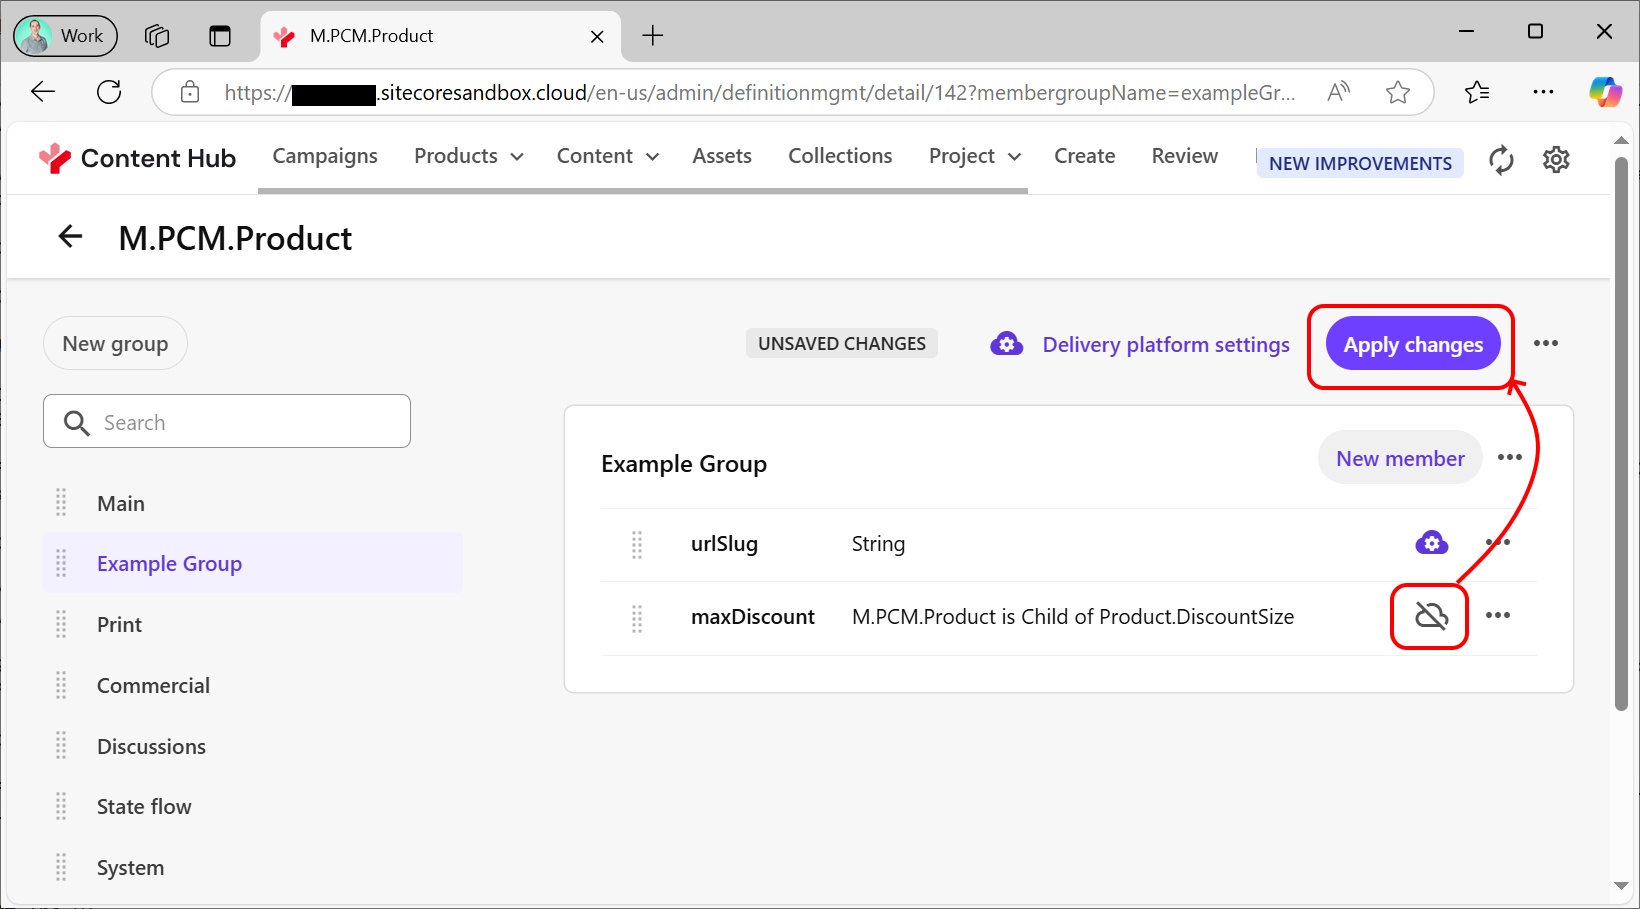 Work
M.PCM.Product
https://
.sitecoresandbox.cloud/en-us/admin/definitionmgmt/detail/142?membergroupName=exampleGr...
Content Hub
Campaigns
Products
Content
Assets
Collections
Project
Create
Review
NEW IMPROVEMENTS
M.PCM.Product
New group
UNSAVED CHANGES
Delivery platform settings
Apply changes
Search
Example Group
New member
Main
urlSlug
String
Example Group
maxDiscount
M.PCM.Product is Child of Product.DiscountSize
Print
Commercial
Discussions
State flow
System